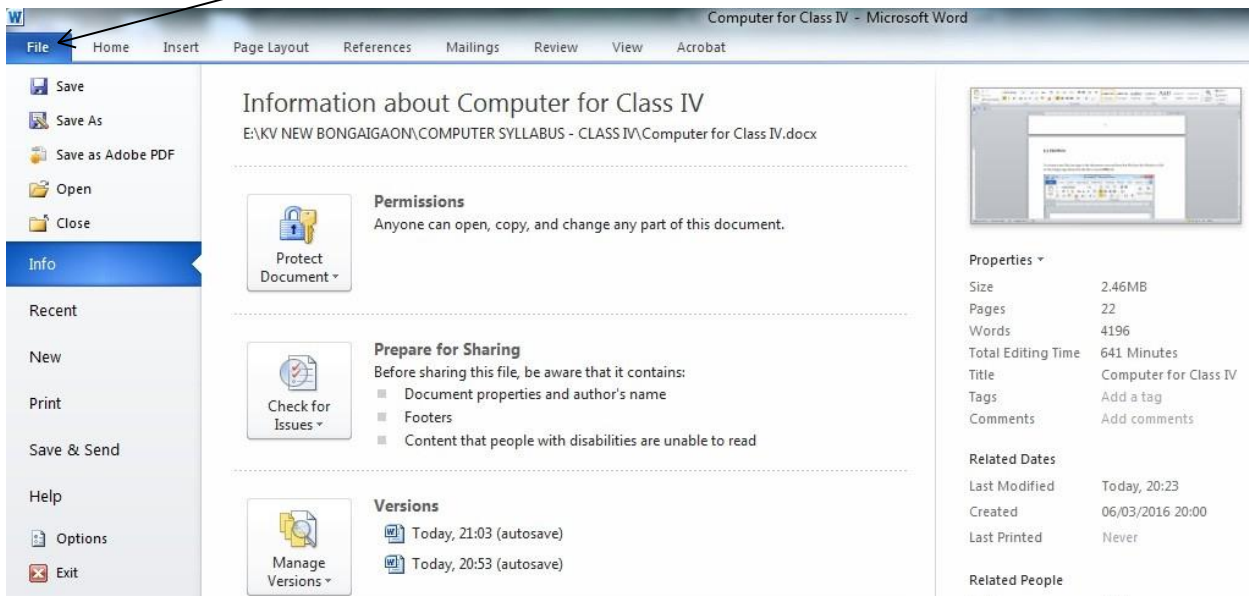 W
Computer for Class IV - Microsoft Word
File Home Insert Page Layout References Mailings Review View Acrobat
Save
Save As
Save as Adobe PDF
Open
Close
Info
Recent
New
Print
Save & Send
Help
Options
Exit
Information about Computer for Class IV
E:\KV NEW BONGAIGAON\COMPUTER SYLLABUS - CLASS IV\Computer for Class IV.docx
Protect
Document
Permissions
Anyone can open, copy, and change any part of this document.
Check for
Issues
Prepare for Sharing
Before sharing this file, be aware that it contains:
Document properties and author's name
Footers
Content that people with disabilities are unable to read
Manage
Versions
Versions
Today, 21:03 (autosave)
Today, 20:53 (autosave)
Properties
Size 2.46MB
Pages 22
Words 4196
Total Editing Time 641 Minutes
Title Computer for Class IV
Tags Add a tag
Comments Add comments
Related Dates
Last Modified Today, 20:23
Created 06/03/2016 20:00
Last Printed Never
Related People